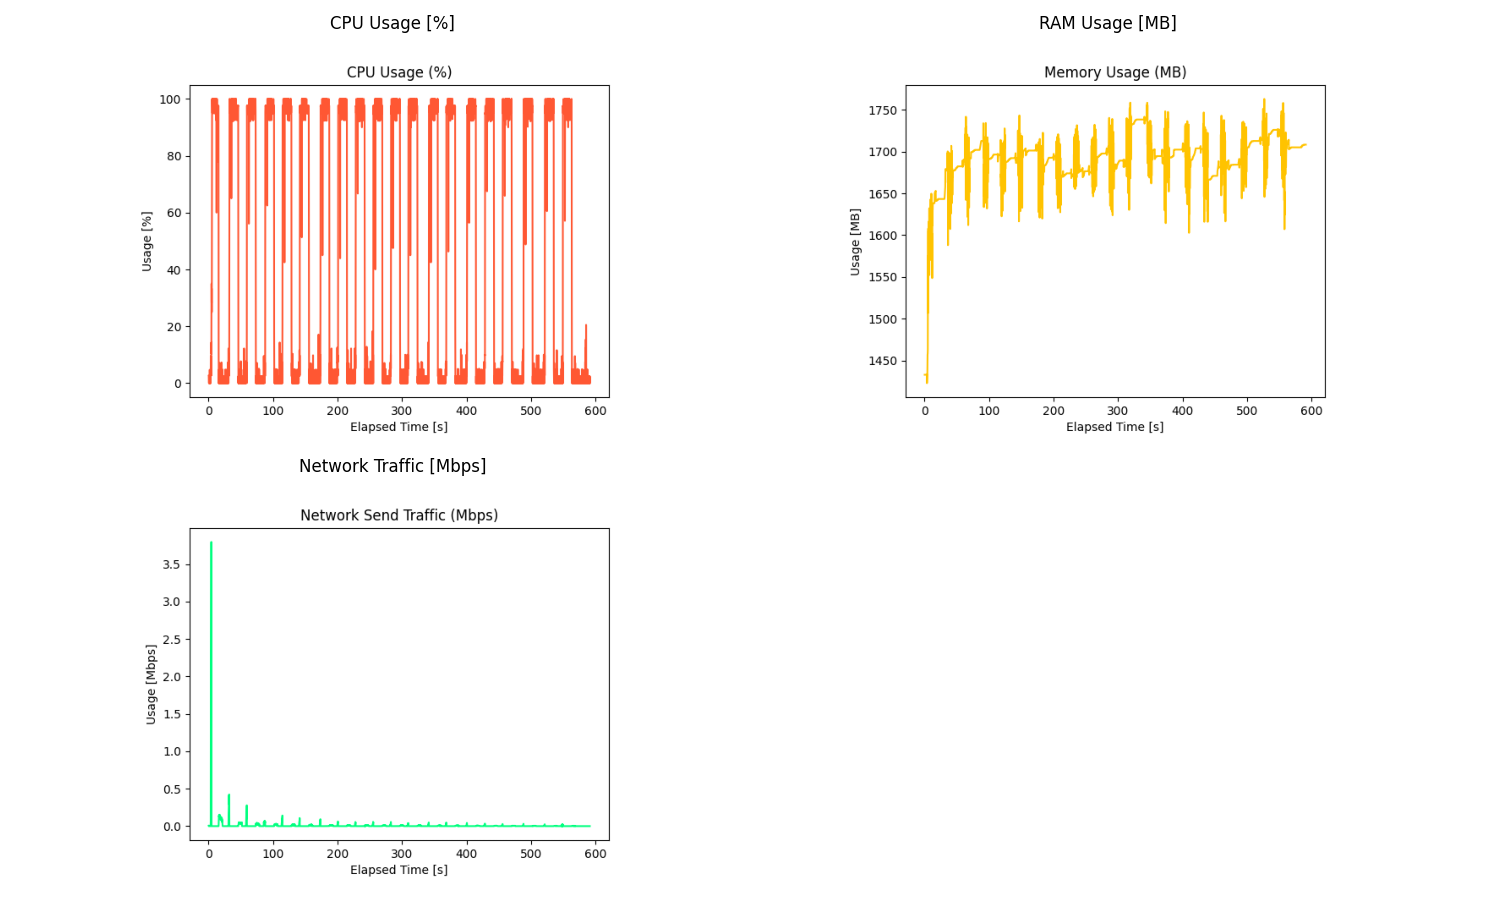 CPU Usage [%]
CPU Usage (%)
Usage [%]
100
80
60
40
20
0
0 100 200 300 400 500 600
Elapsed Time [s]
RAM Usage [MB]
Memory Usage (MB)
Usage [MB]
1750
1700
1650
1600
1550
1500
1450
0 100 200 300 400 500 600
Elapsed Time [s]
Network Traffic [Mbps]
Network Send Traffic (Mbps)
Usage [Mbps]
3.5
3.0
2.5
2.0
1.5
1.0
0.5
0.0
0 100 200 300 400 500 600
Elapsed Time [s]